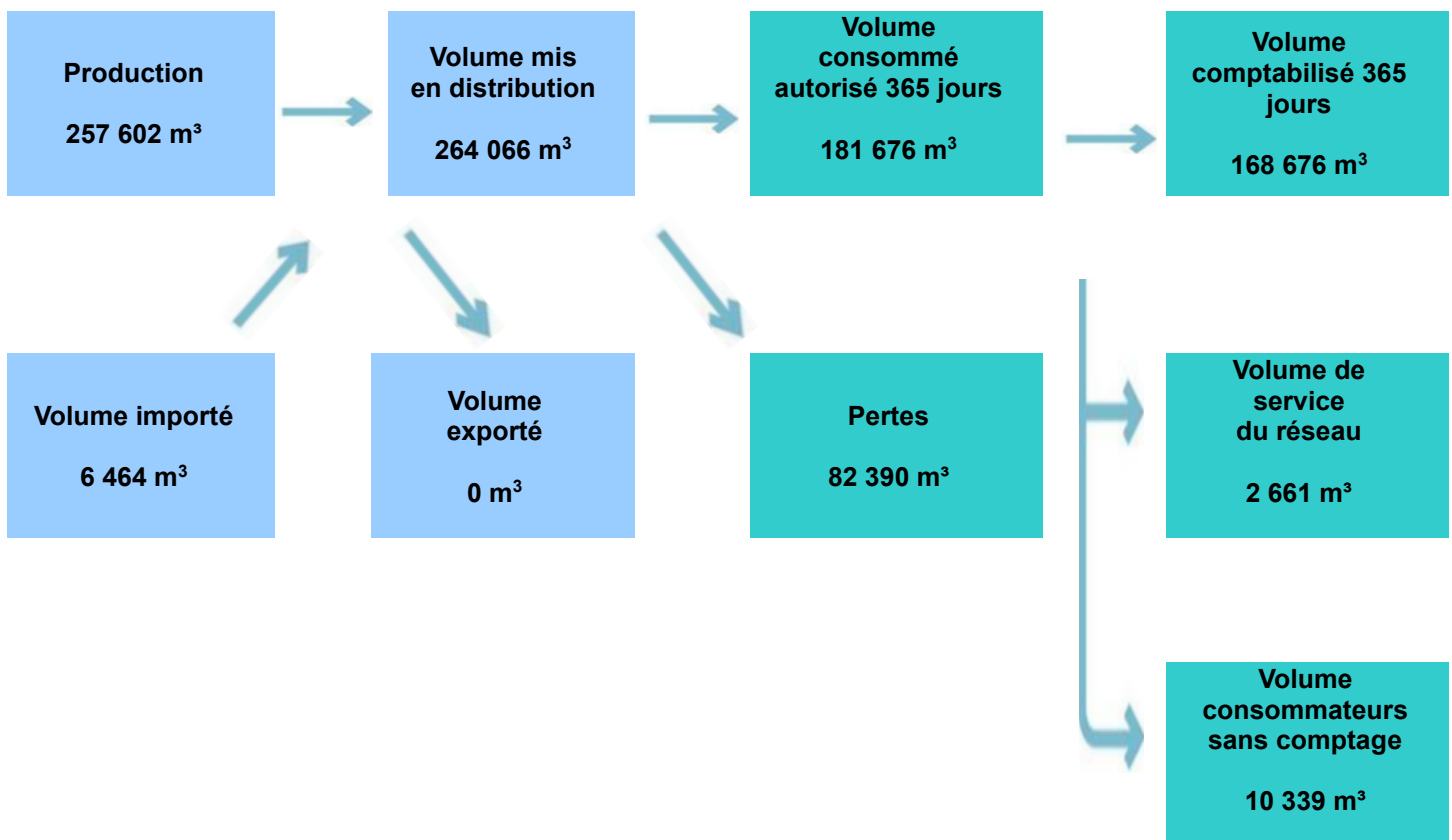 Production
257 602 m³
Volume mis
en distribution
264 066 m³
Volume
consommé
autorisé 365 jours
181 676 m³
Volume
comptabilisé 365
jours
168 676 m³
Volume importé
6 464 m³
Volume
exporté
0 m³
Pertes
82 390 m³
Volume de
service
du réseau
2 661 m³
Volume
consommateurs
sans comptage
10 339 m³